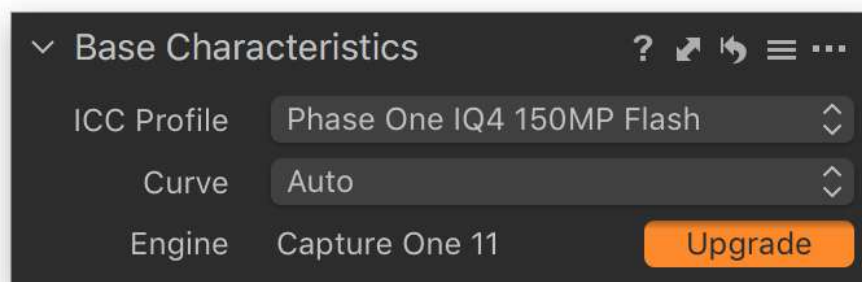 Base Characteristics ? ...
ICC Profile Phase One IQ4 150MP Flash
Curve Auto
Engine Capture One 11 Upgrade